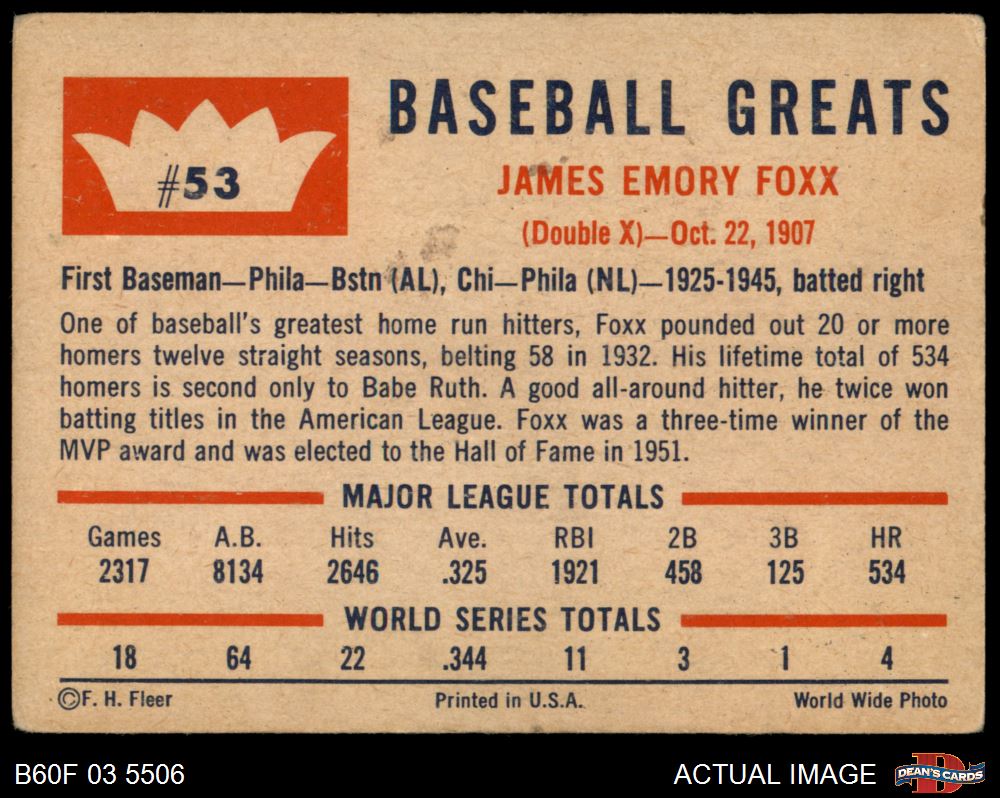 #53
BASEBALL GREATS
JAMES EMORY FOXX
(Double X)—Oct. 22, 1907
First Baseman—Phila—Bstn (AL), Chi—Phila (NL)—1925-1945, batted right
One of baseball's greatest home run hitters, Foxx pounded out 20 or more
homers twelve straight seasons, belting 58 in 1932. His lifetime total of 534
homers is second only to Babe Ruth. A good all-around hitter, he twice won
batting titles in the American League. Foxx was a three-time winner of the
MVP award and was elected to the Hall of Fame in 1951.
MAJOR LEAGUE TOTALS
Games A.B. Hits Ave. RBI 2B 3B HR
2317 8134 2646 .325 1921 458 125 534
WORLD SERIES TOTALS
18 64 22 .344 11 3 1 4
©F. H. Fleer Printed in U.S.A. World Wide Photo
B60F 03 5506 ACTUAL IMAGE DEAN'S CARDS